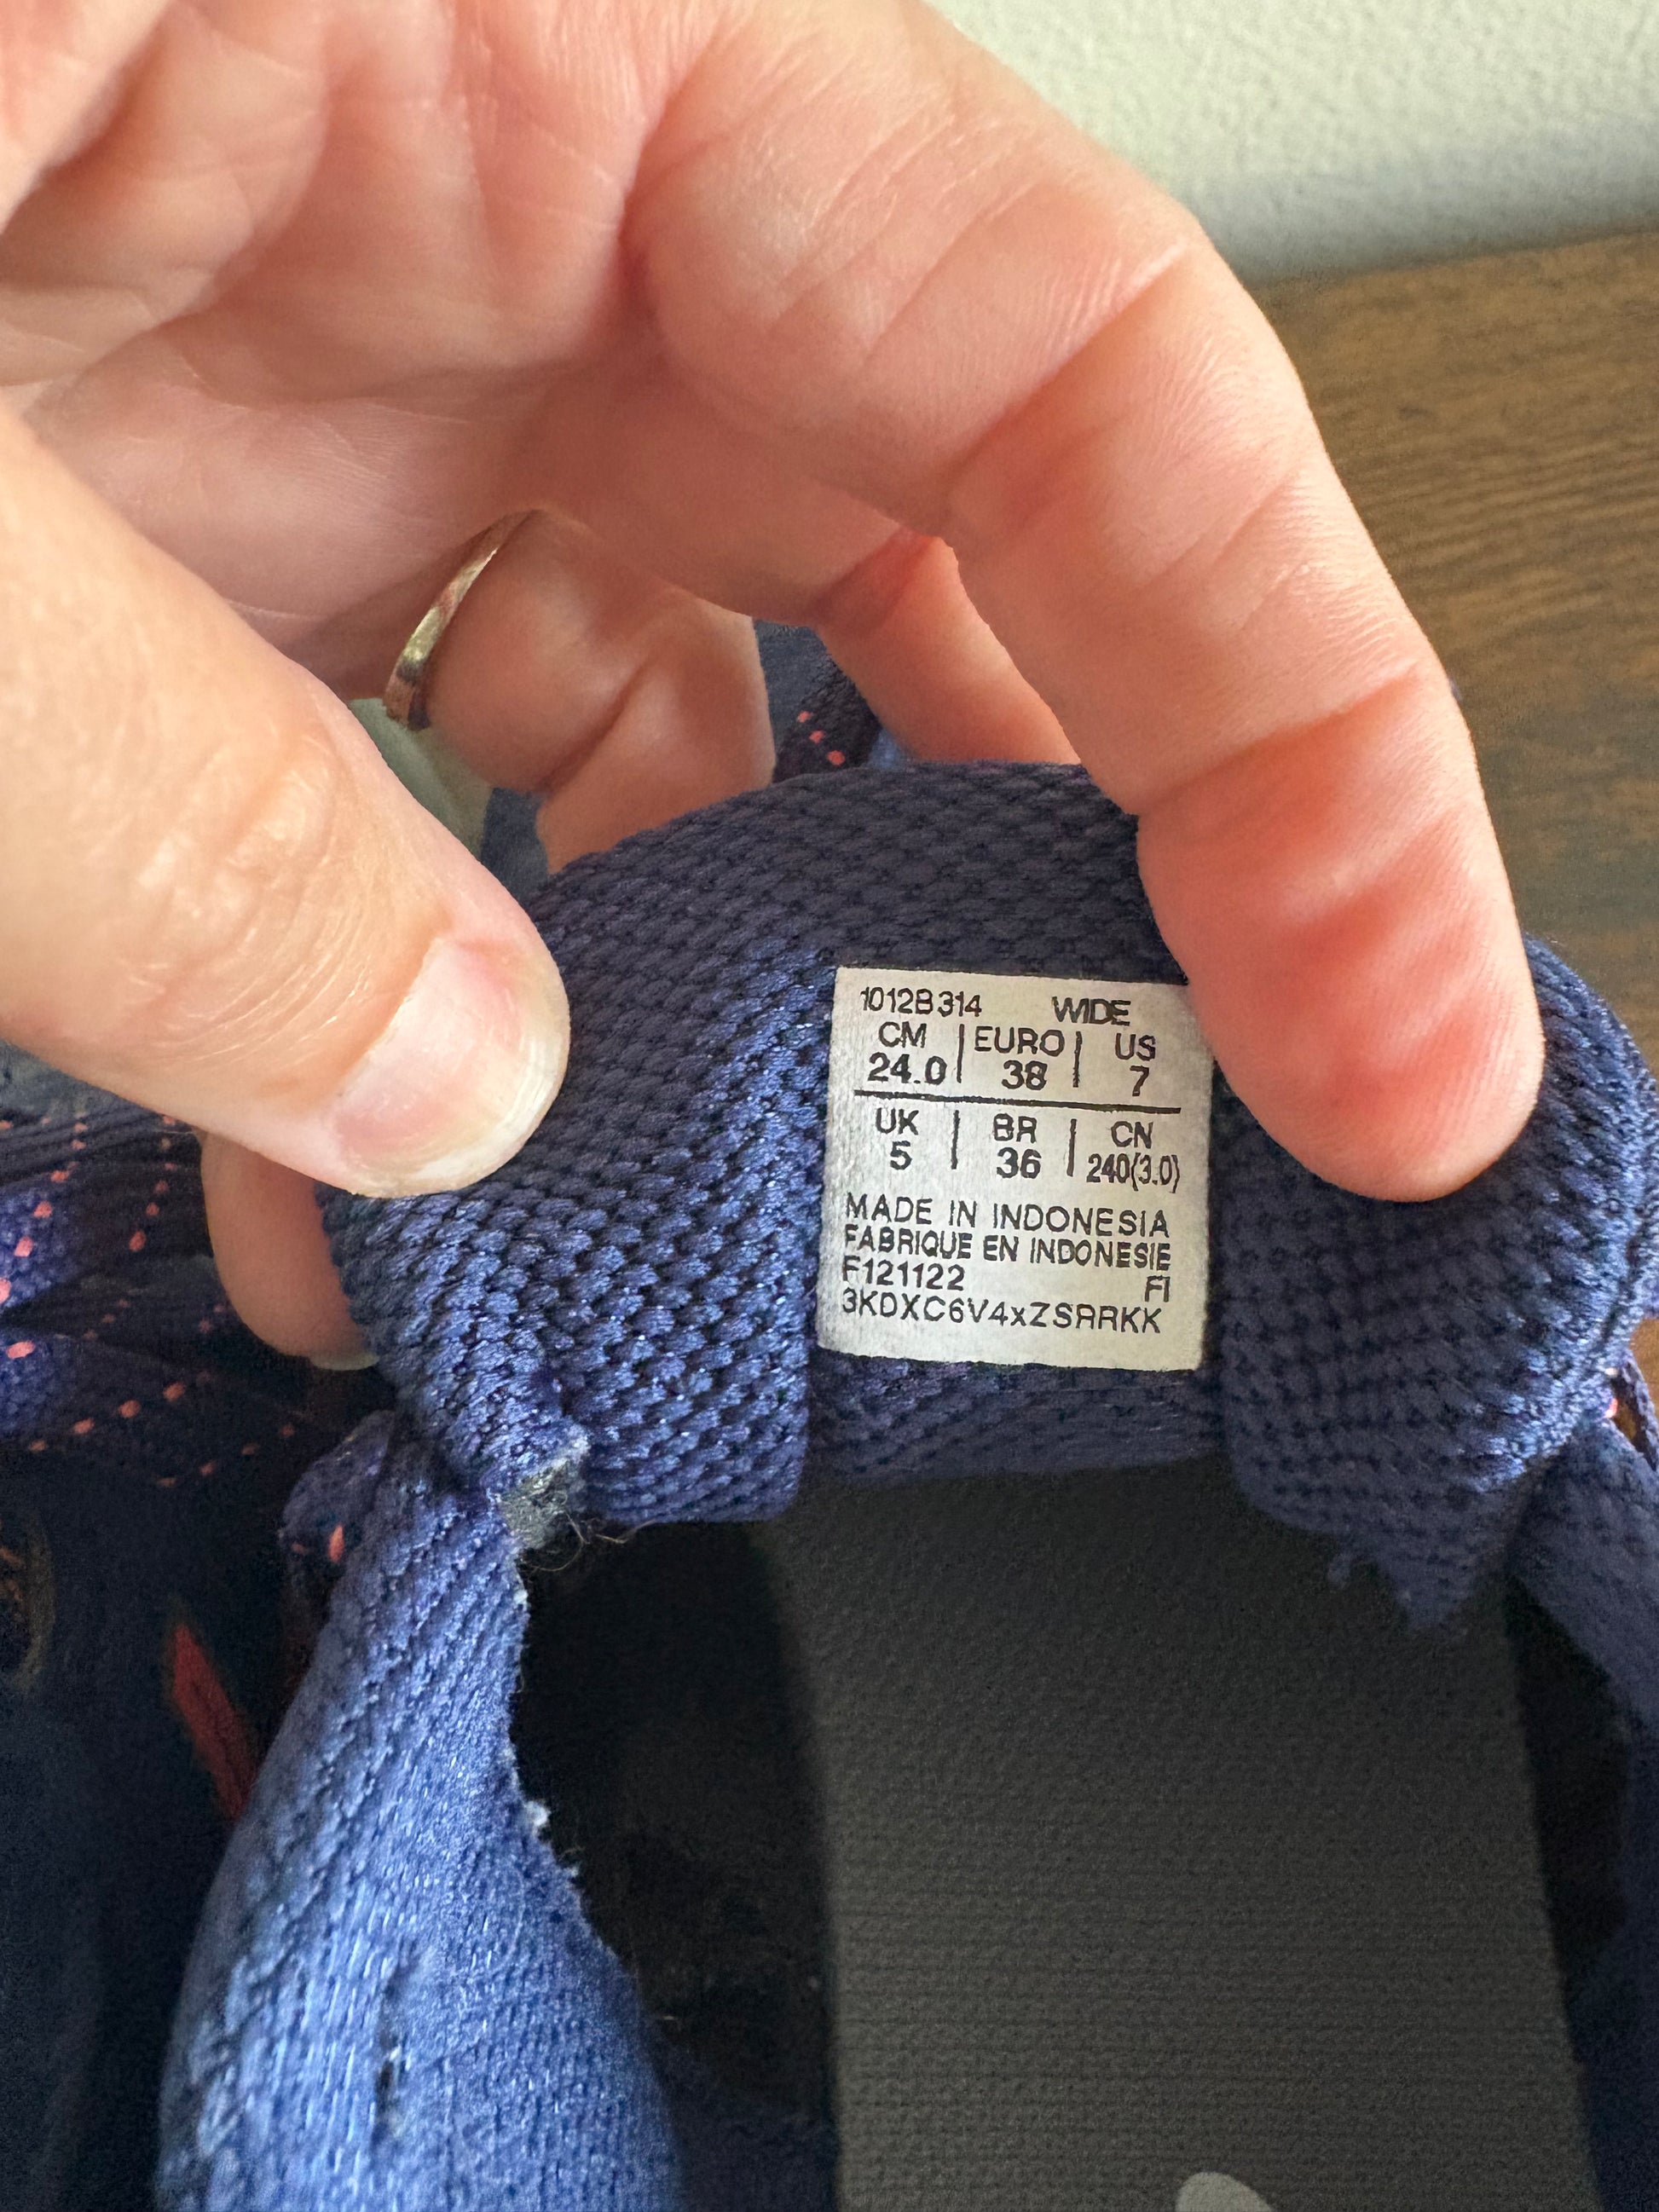 1012B314 WIDE
CM | EURO | US
24.0 | 38 | 7
UK | BR | CN
5 | 36 | 240(3.0)
MADE IN INDONESIA
FABRIQUE EN INDONESIE
F121122 FI
3KDXC6V4xZSRRKK